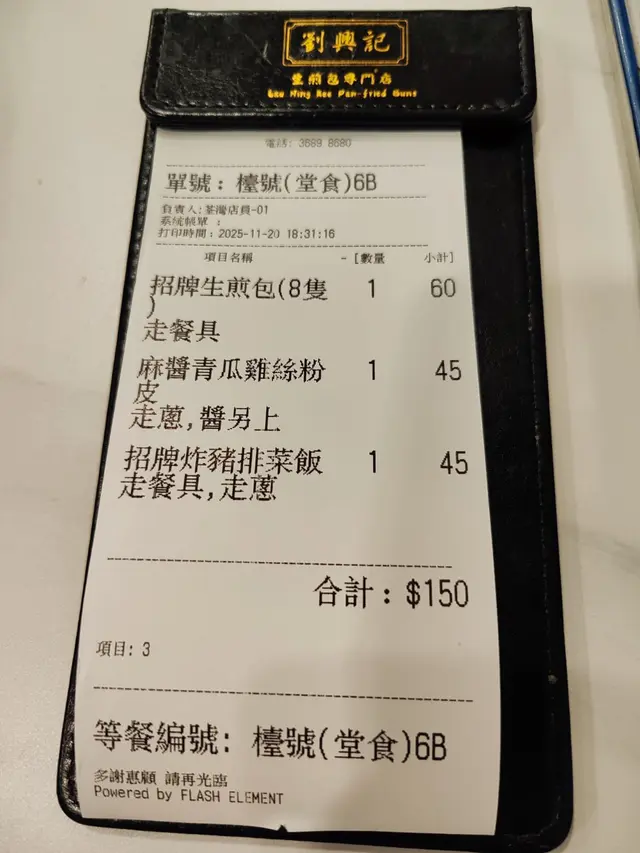 劉興記
生煎包專門店
Lau Hing Kee Pan-fried Buns
電話: 3689 8680
單號: 檯號(堂食)6B
負責人:荃灣店員-01
系統帳單 :
打印時間:2025-11-20 18:31:16
項目名稱 - [數量 小計]
招牌生煎包(8隻 1 60
)
走餐具
麻醬青瓜雞絲粉 1 45
皮
走蔥,醬另上
招牌炸豬排菜飯 1 45
走餐具,走蔥
合計: $150
項目: 3
等餐編號: 檯號(堂食)6B
多謝惠顧 請再光臨
Powered by FLASH ELEMENT